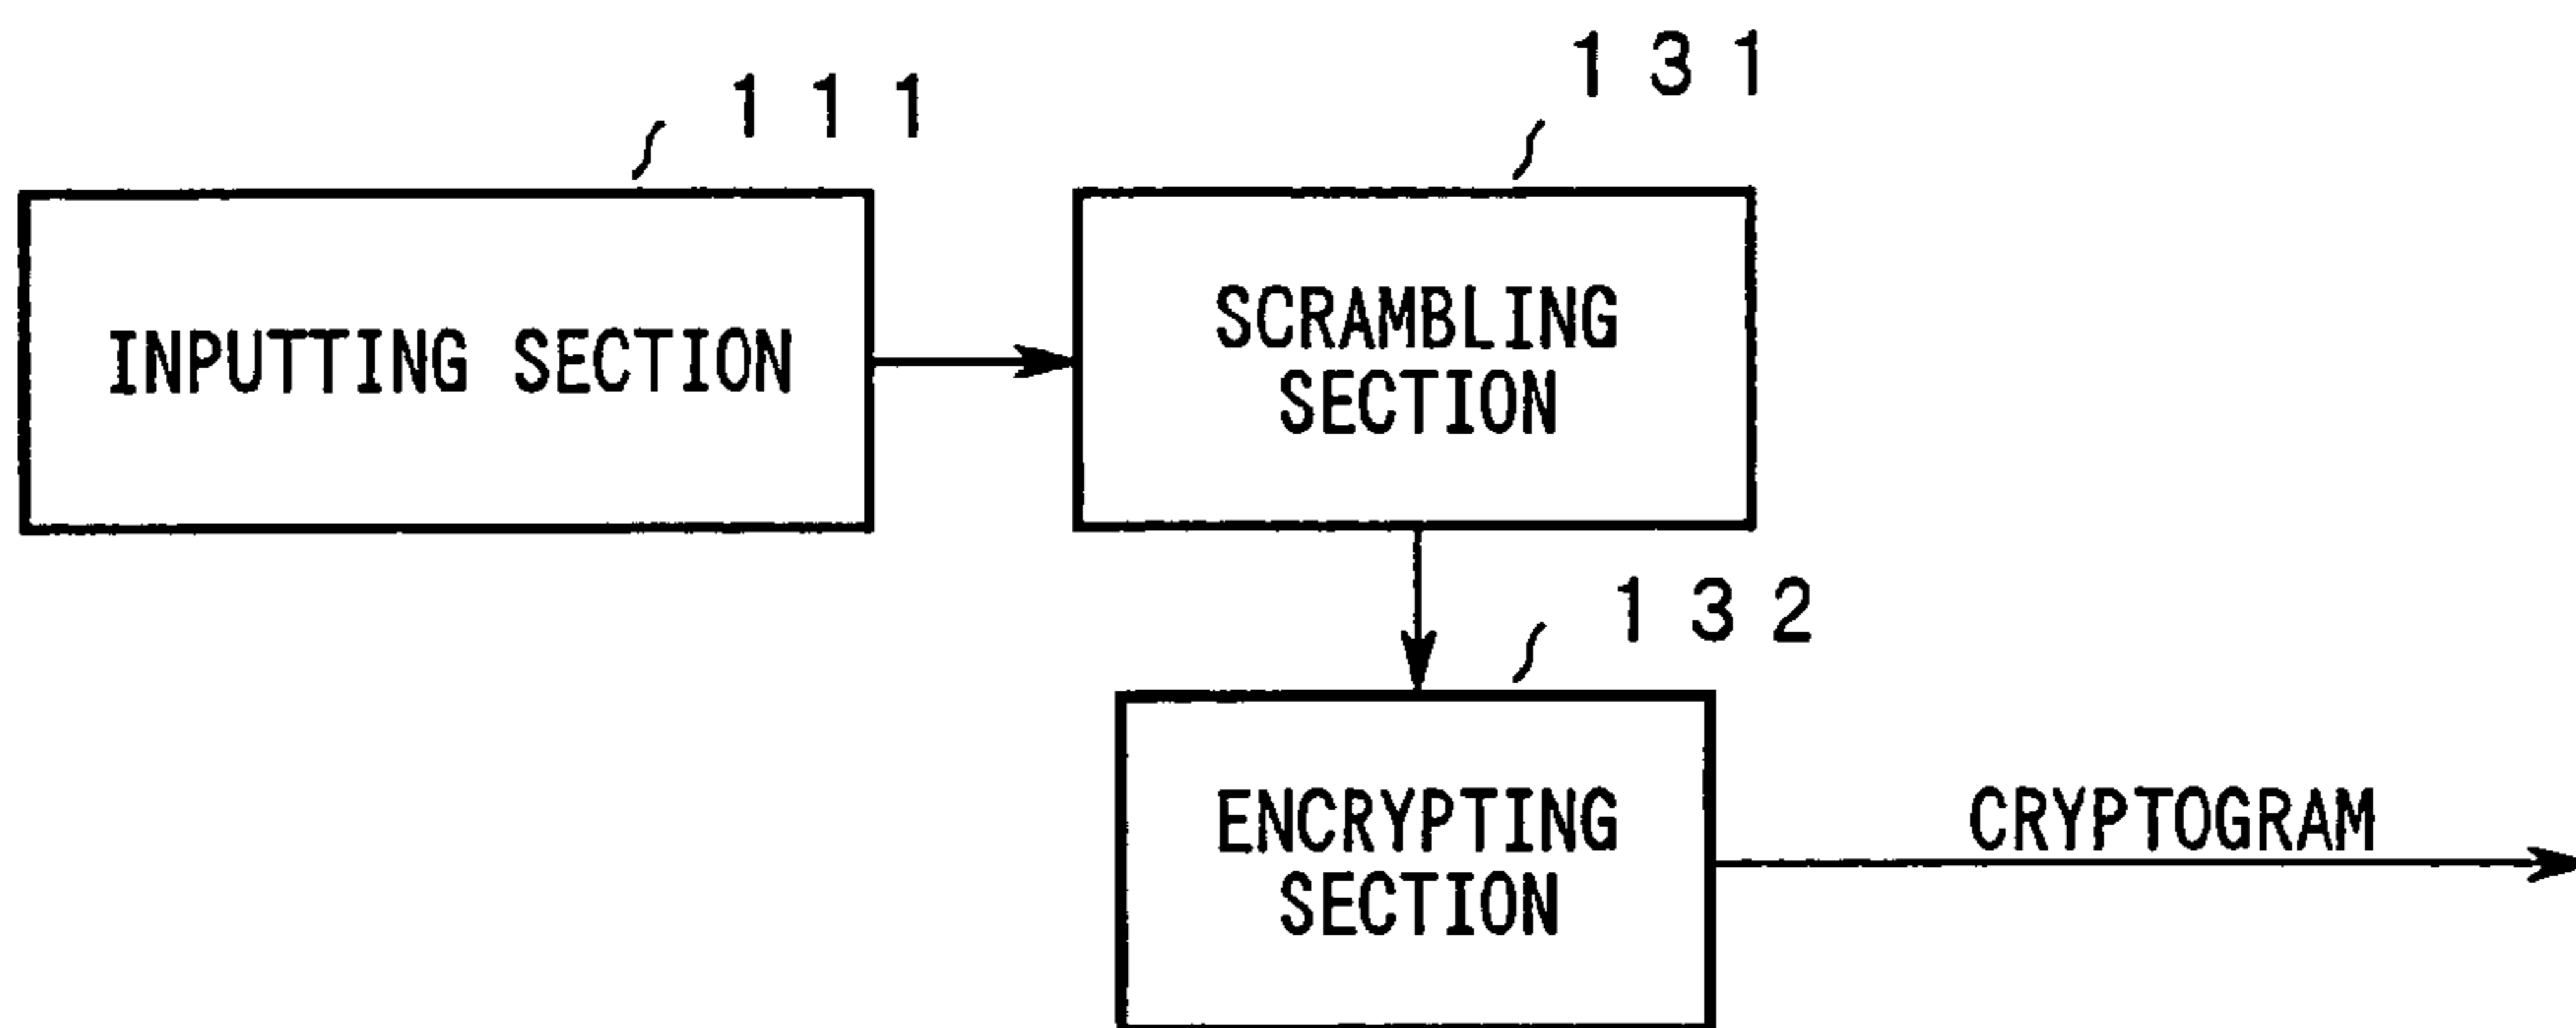 111
131
INPUTTING SECTION
SCRAMBLING
SECTION
132
ENCRYPTING
SECTION
CRYPTOGRAM